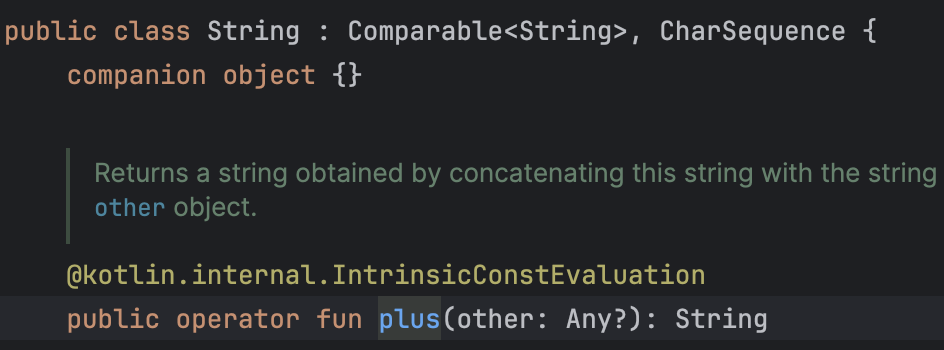 public class String : Comparable<String>, CharSequence {
companion object {}
Returns a string obtained by concatenating this string with the string
other object.
@kotlin.internal.IntrinsicConstEvaluation
public operator fun plus(other: Any?): String